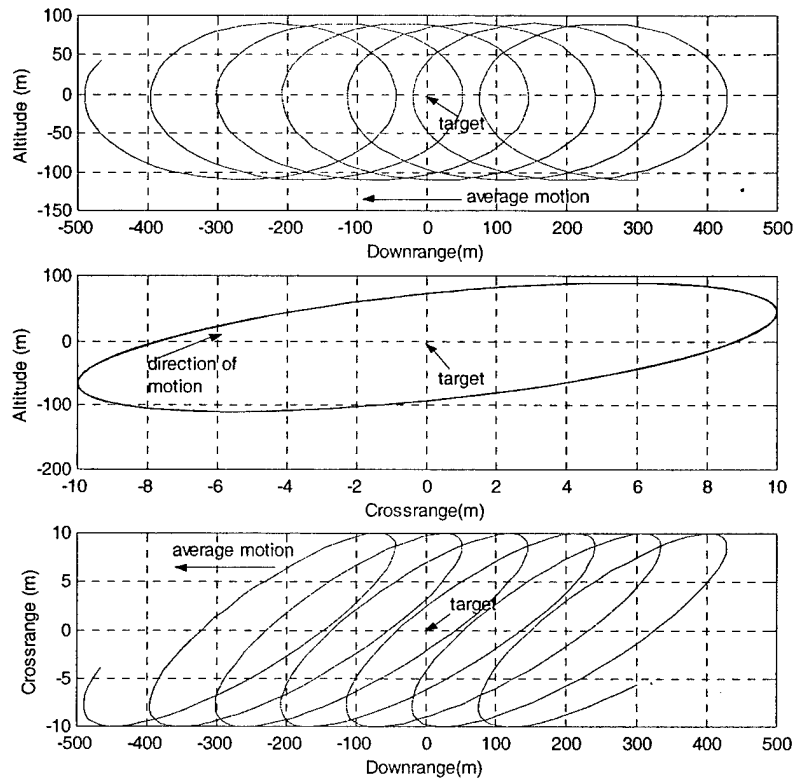 100
50
0
-50
-100
-150
Altitude (m)
target
average motion
-500 -400 -300 -200 -100 0 100 200 300 400 500
Downrange(m)
100
0
-100
-200
Altitude (m)
direction of
motion
target
-10 -8 -6 -4 -2 0 2 4 6 8 10
Crossrange(m)
10
5
0
-5
-10
Crossrange (m)
average motion
target
-500 -400 -300 -200 -100 0 100 200 300 400 500
Downrange(m)